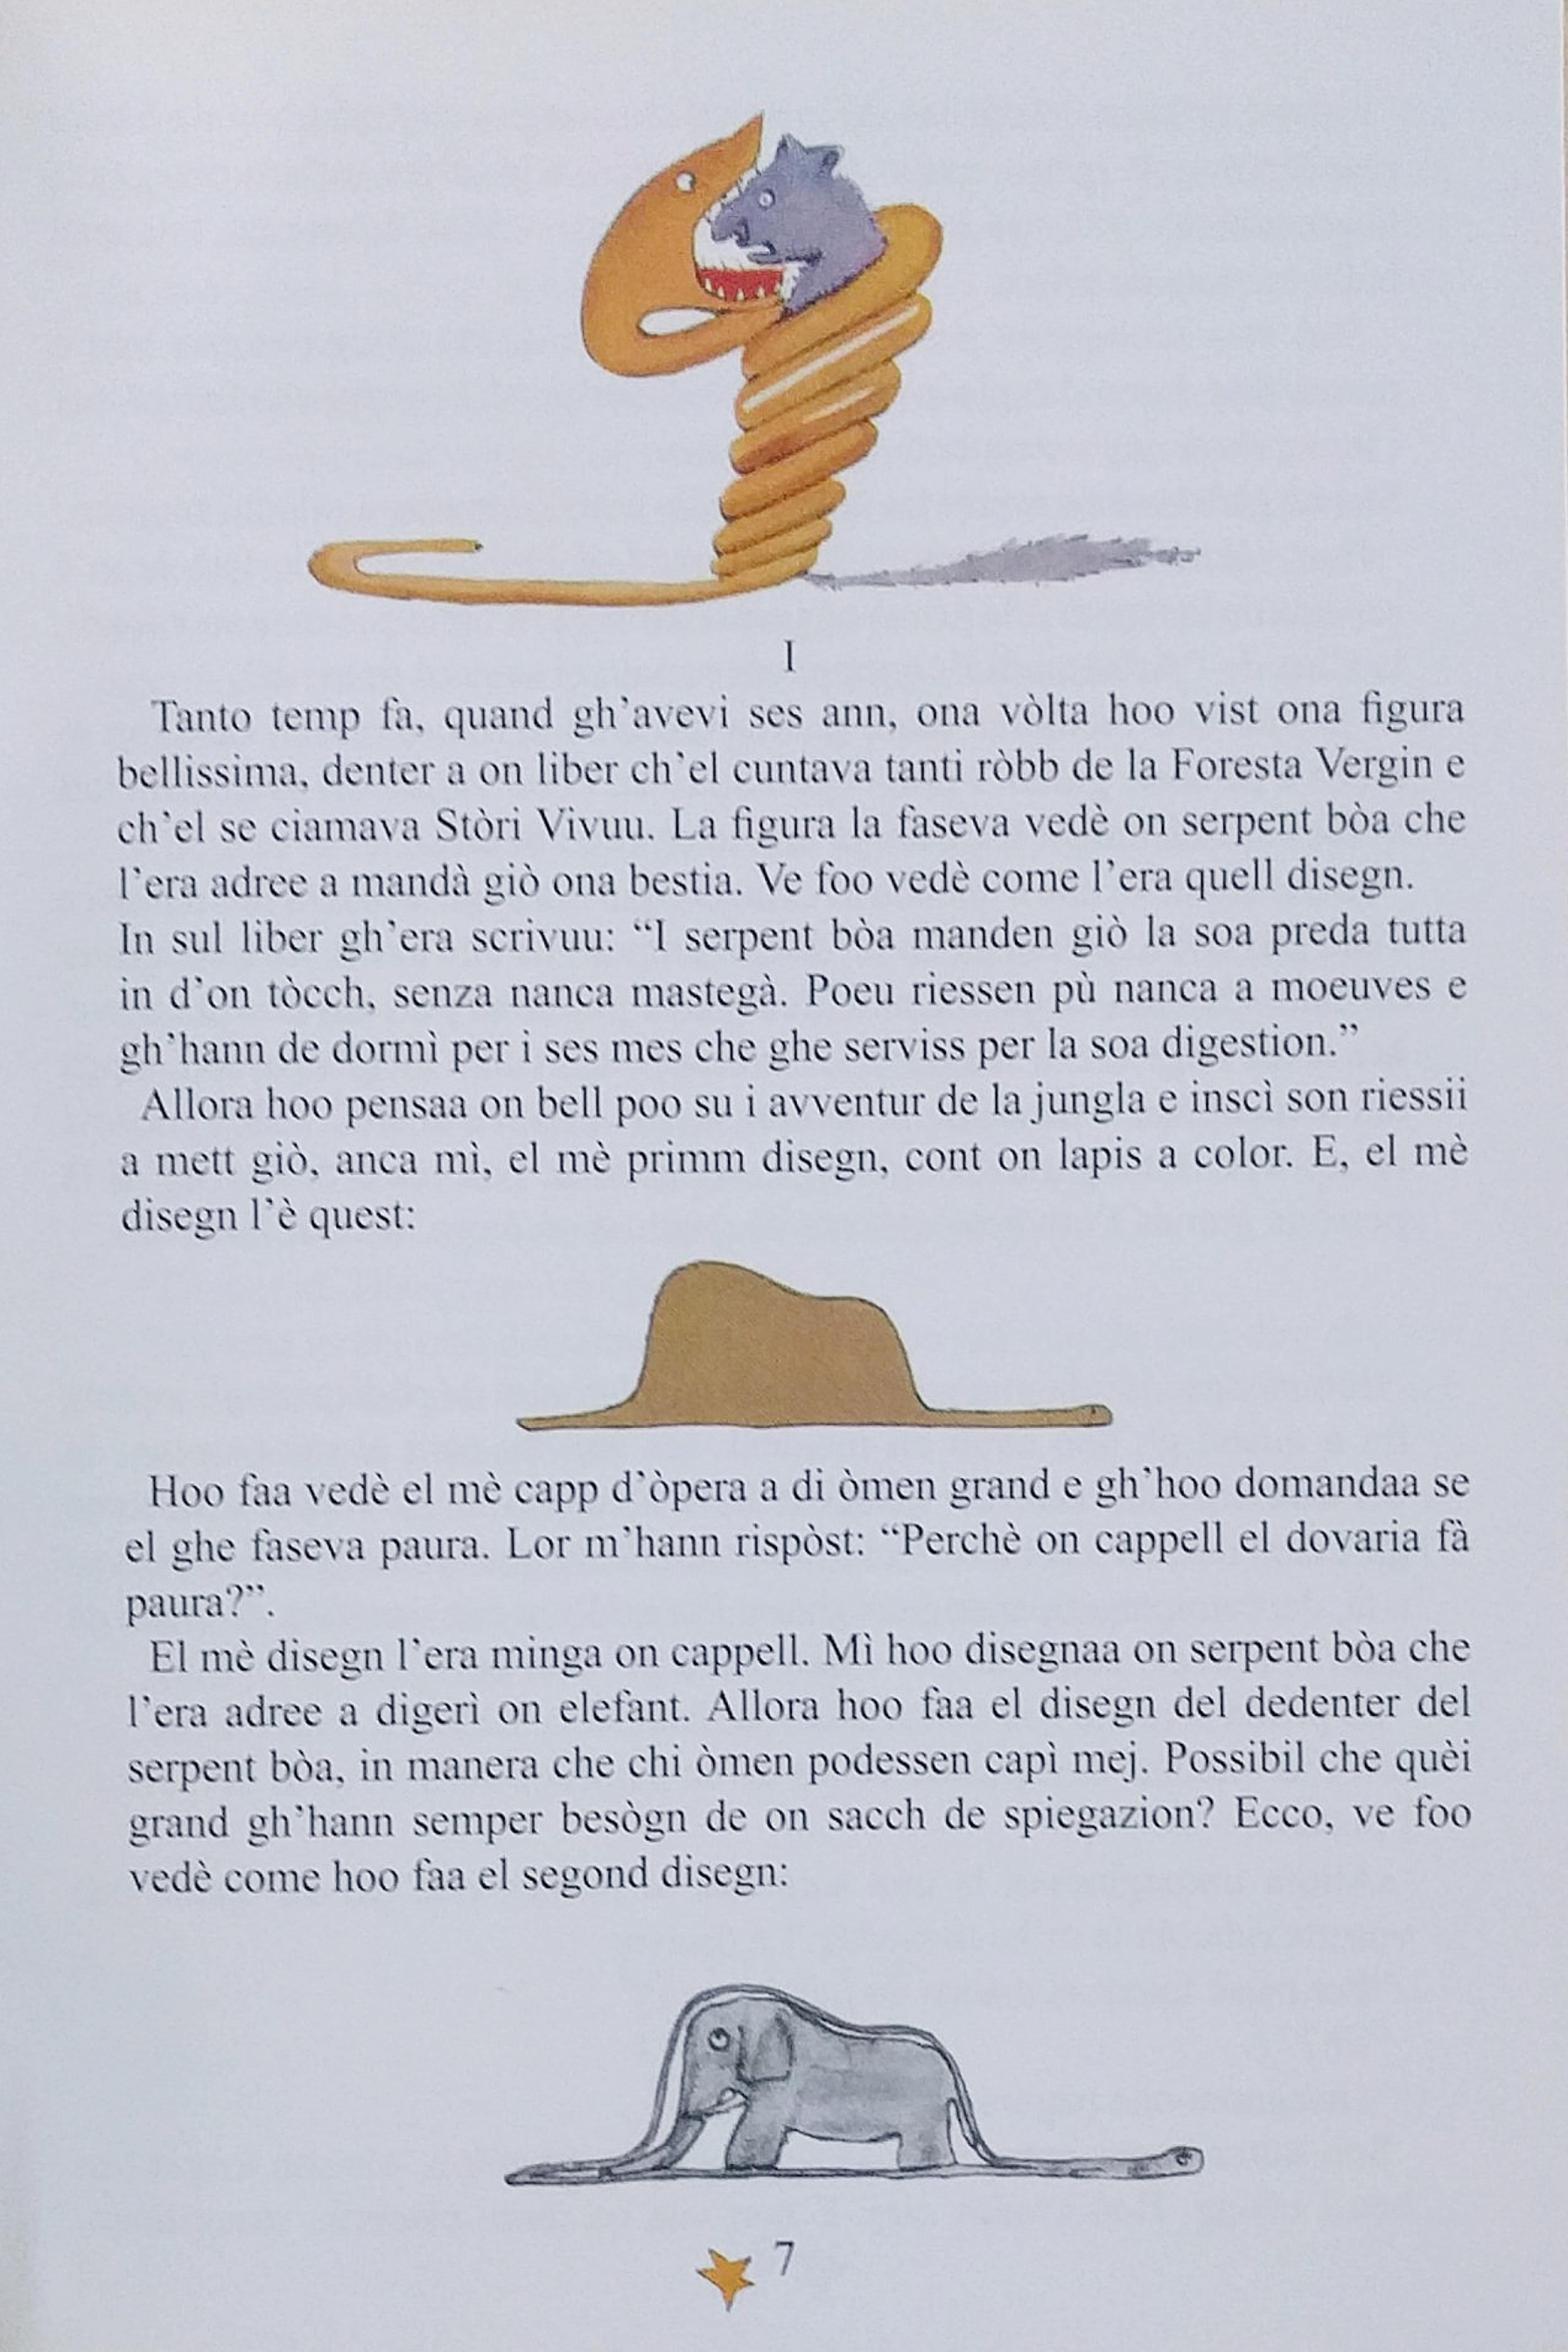 I
Tanto temp fa, quand gh’avevi ses ann, ona vòlta hoo vist ona figura
bellissima, denter a on liber ch’el cuntava tanti ròbb de la Foresta Vergin e
ch’el se ciamava Stòri Vivuu. La figura la faseva vedè on serpent bòa che
l’era adree a mandà giò ona bestia. Ve foo vedè come l’era quell disegn.
In sul liber gh’era scrivuu: “I serpent bòa manden giò la soa preda tutta
in d’on tòcch, senza nanca mastegà. Poeu riessen pù nanca a moeuves e
gh’hann de dormì per i ses mes che ghe serviss per la soa digestion.”
Allora hoo pensaa on bell poo su i avventur de la jungla e inscì son riessii
a mett giò, anca mì, el mè primm disegn, cont on lapis a color. E, el mè
disegn l’è quest:
Hoo faa vedè el mè capp d’òpera a di òmen grand e gh’hoo domandaa se
el ghe faseva paura. Lor m’hann rispòst: “Perchè on cappell el dovaria fà
paura?”.
El mè disegn l’era minga on cappell. Mì hoo disegnaa on serpent bòa che
l’era adree a digerì on elefant. Allora hoo faa el disegn del dedenter del
serpent bòa, in manera che chi òmen podessen capì mej. Possibil che quèi
grand gh’hann semper besògn de on sacch de spiegazion? Ecco, ve foo
vedè come hoo faa el segond disegn:
7